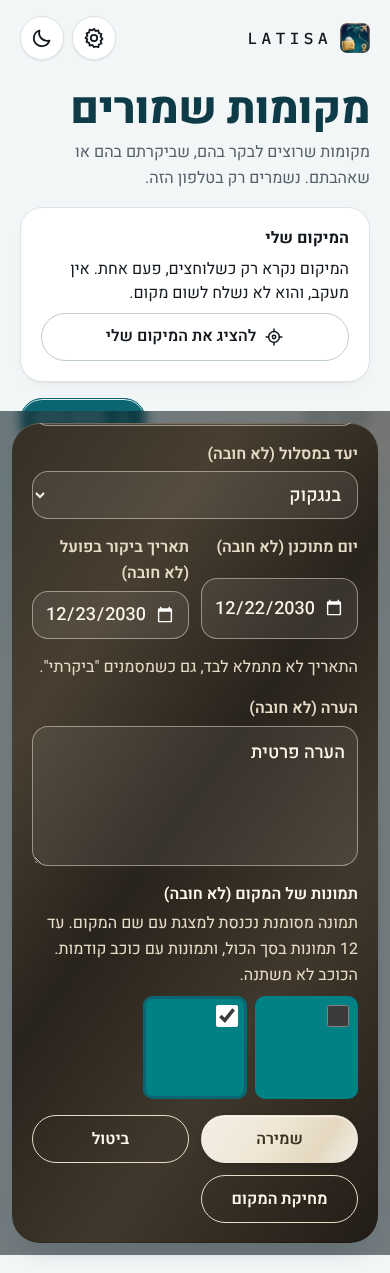 LATISA
מקומות שמורים
מקומות שרוצים לבקר בהם, שביקרתם בהם או
שאהבתם. נשמרים רק בטלפון הזה.
המיקום שלי
המיקום נקרא רק כשלוחצים, פעם אחת. אין
מעקב, והוא לא נשלח לשום מקום.
להציג את המיקום שלי
יעד במסלול (לא חובה)
בנגקוק
יום מתוכנן (לא חובה)
12/22/2030
תאריך ביקור בפועל
(לא חובה)
12/23/2030
התאריך לא מתמלא לבד, גם כשמסמנים "ביקרתי".
הערה (לא חובה)
הערה פרטית
תמונות של המקום (לא חובה)
תמונה מסומנת נכנסת למצגת עם שם המקום. עד
12 תמונות בסך הכול, ותמונות עם כוכב קודמות.
הכוכב לא משתנה.
שמירה
ביטול
מחיקת המקום